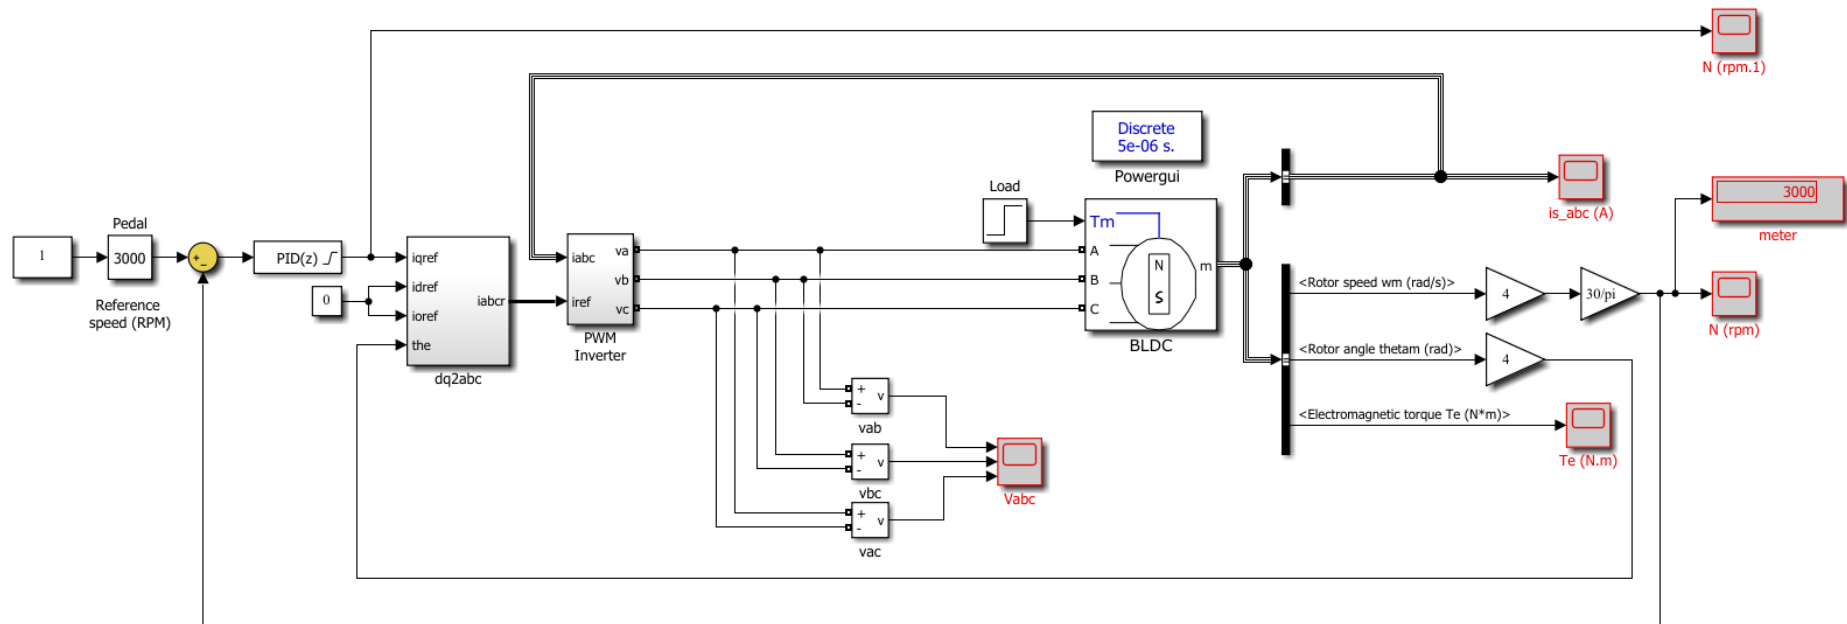 N (rpm.1)
Discrete
5e-06 s.
Powergui
Load
is_abc (A)
3000
meter
Pedal
1
3000
Reference
speed (RPM)
+
-
PID(z)
0
iqref
idref
ioref
the
iabcr
dq2abc
iabc
iref
va
vb
vc
PWM
Inverter
Tm
A
B
C
N
S
m
BLDC
<Rotor speed wm (rad/s)>
4
30/pi
N (rpm)
<Rotor angle thetam (rad)>
4
<Electromagnetic torque Te (N*m)>
Te (N.m)
+
-
v
vab
+
-
v
vbc
+
-
v
vac
Vabc